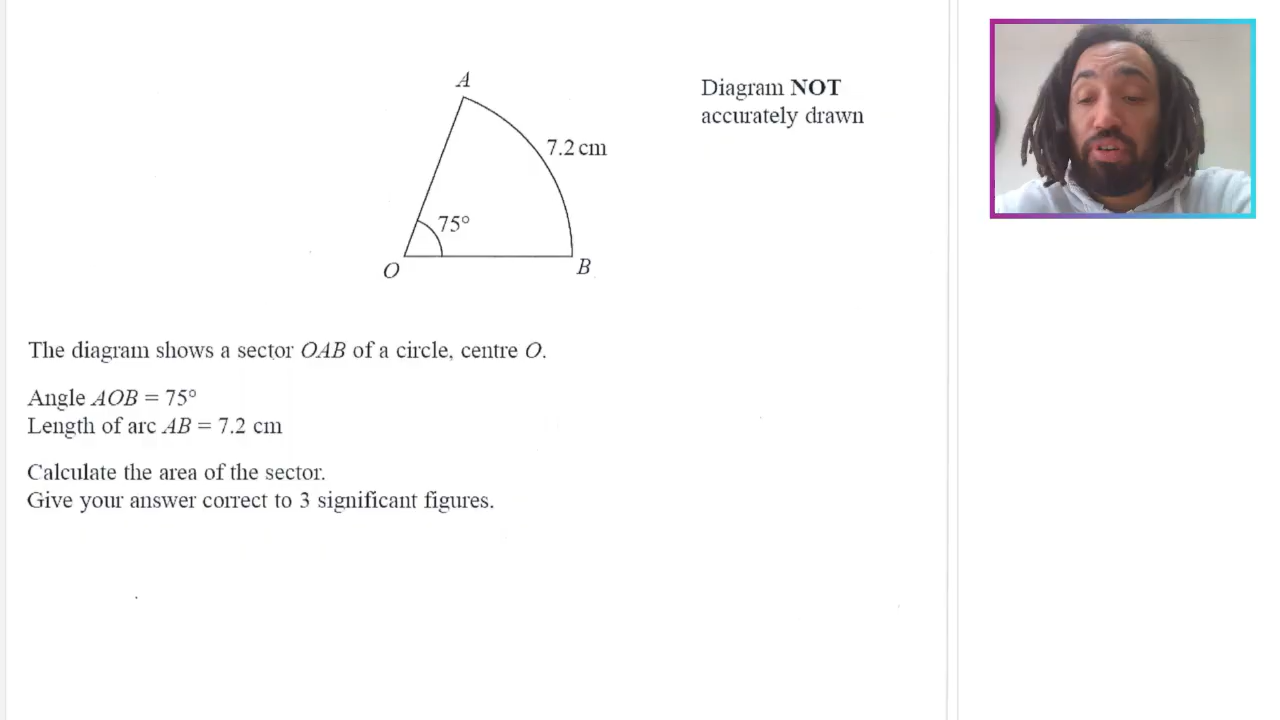 A
Diagram NOT
accurately drawn
7.2 cm
75°
O
B
The diagram shows a sector OAB of a circle, centre O.
Angle AOB = 75°
Length of arc AB = 7.2 cm
Calculate the area of the sector.
Give your answer correct to 3 significant figures.